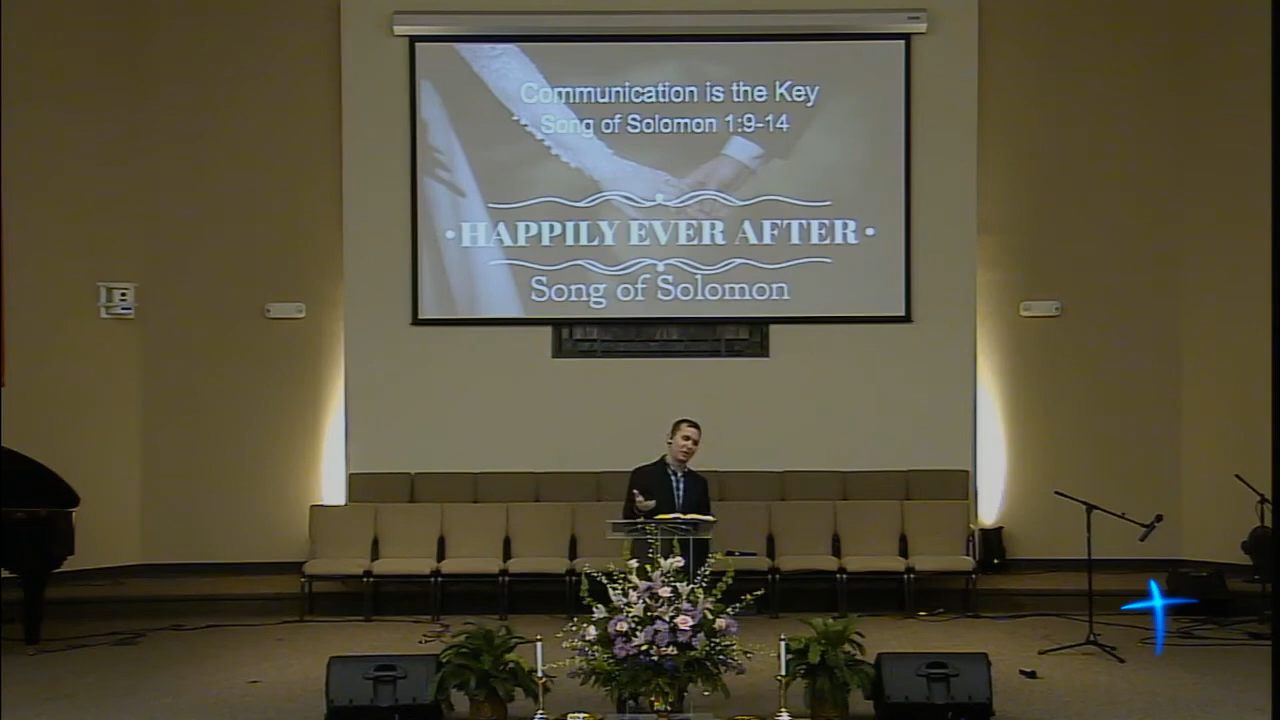 Communication is the Key
Song of Solomon 1:9-14
• HAPPILY EVER AFTER •
Song of Solomon